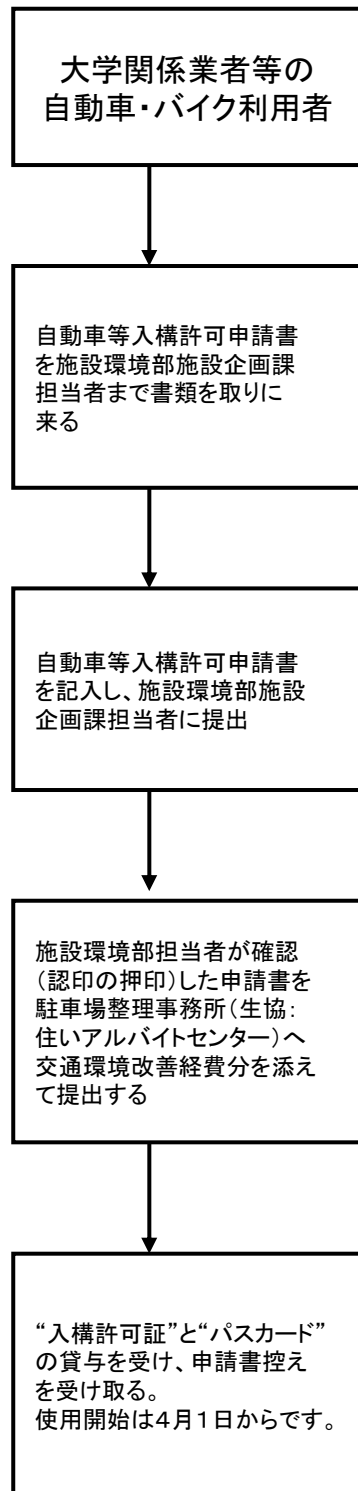 大学関係業者等の
自動車・バイク利用者
自動車等入構許可申請書
を施設環境部施設企画課
担当者まで書類を取りに
来る
自動車等入構許可申請書
を記入し、施設環境部施設
企画課担当者に提出
施設環境部担当者が確認
(認印の押印)した申請書を
駐車場整理事務所(生協:
住いアルバイトセンター)へ
交通環境改善経費分を添え
て提出する
“入構許可証”と“パスカード”
の貸与を受け、申請書控え
を受け取る。
使用開始は4月1日からです。